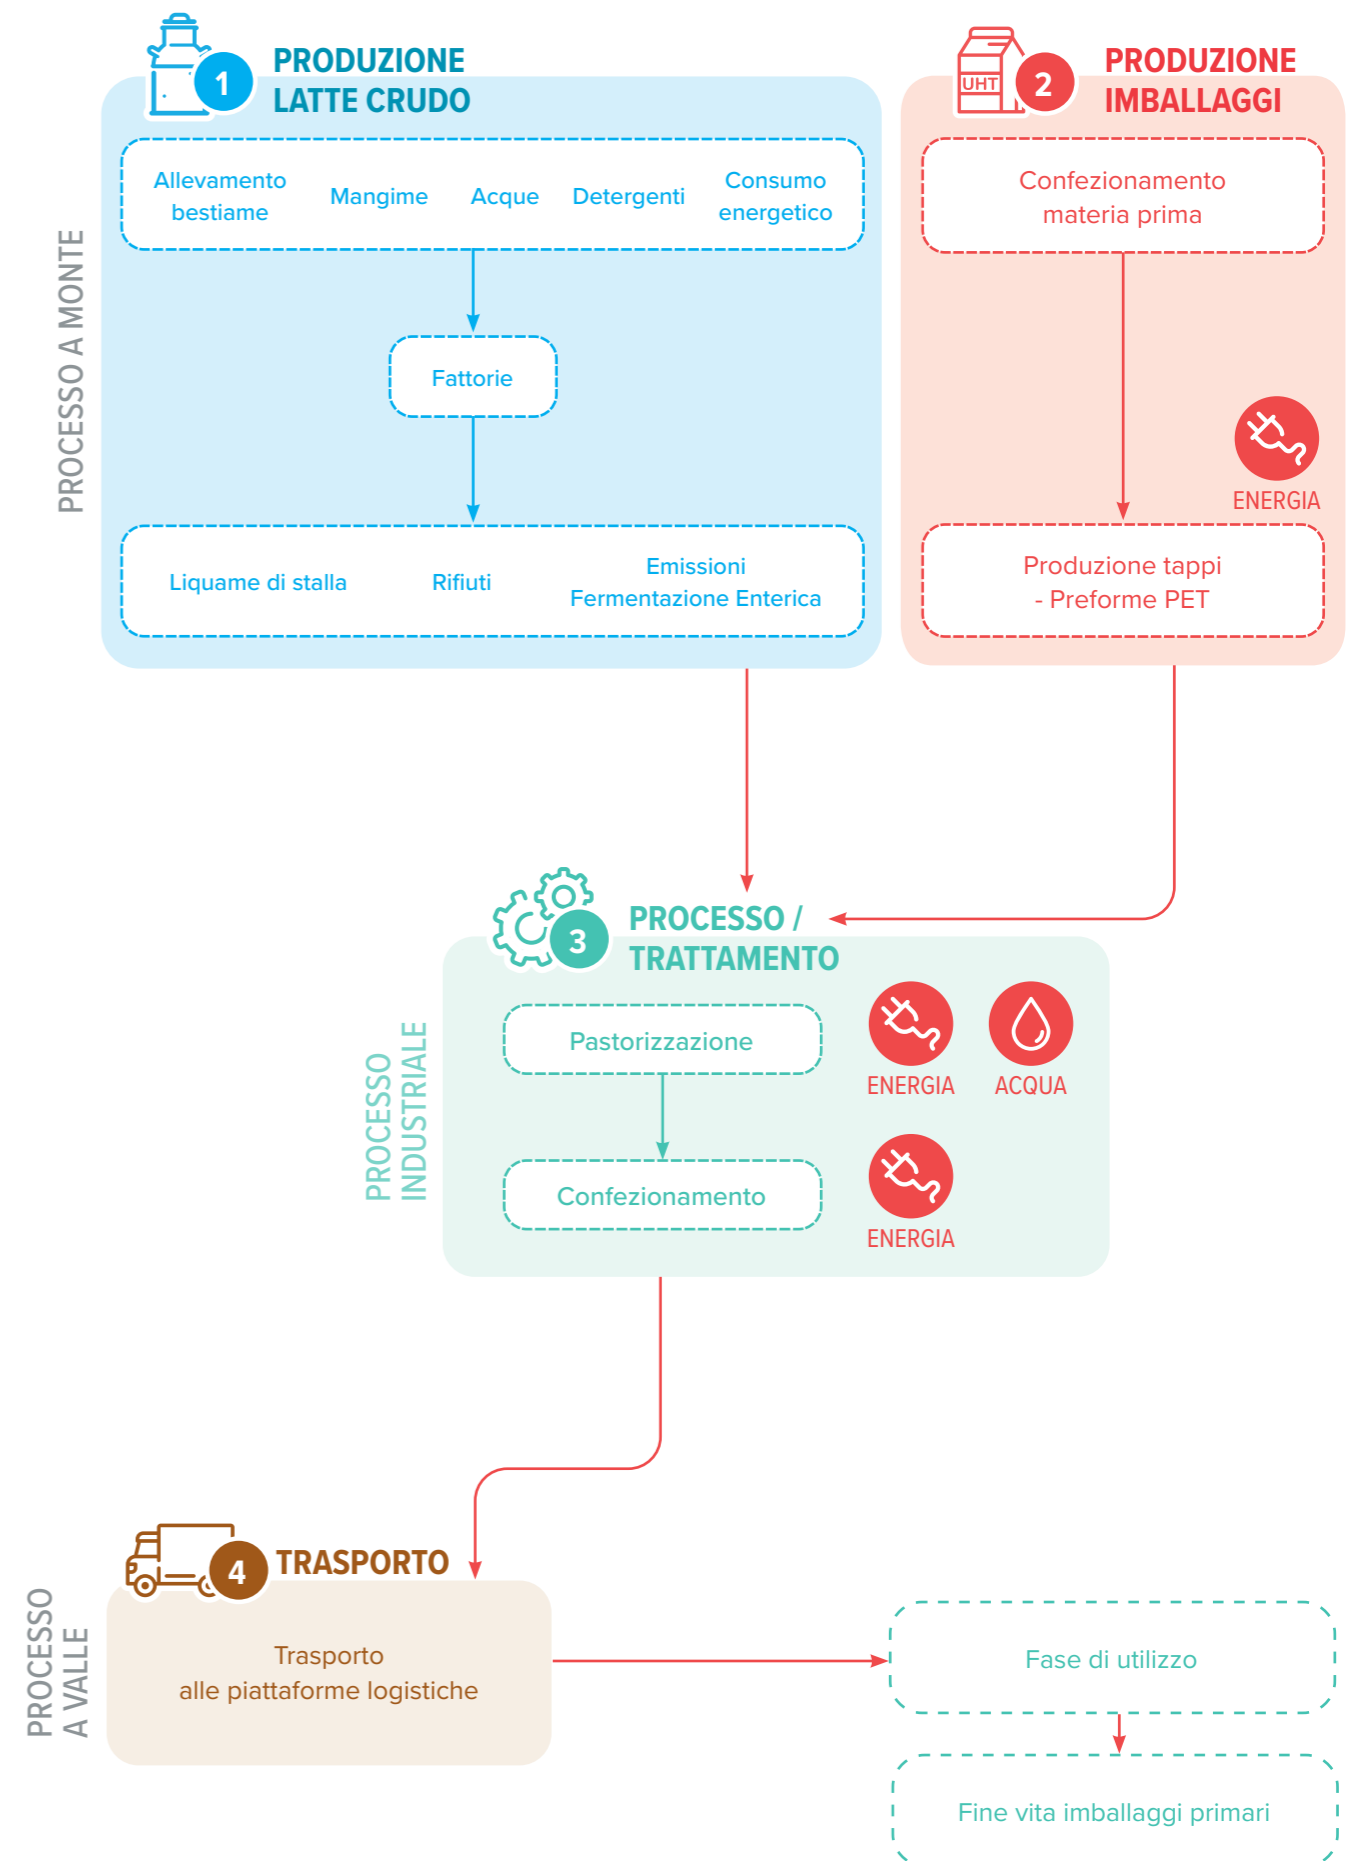 1
PRODUZIONE
LATTE CRUDO
UHT
2
PRODUZIONE
IMBALLAGGI
PROCESSO A MONTE
Allevamento
bestiame
Mangime
Acque
Detergenti
Consumo
energetico
Fattorie
Liquame di stalla
Rifiuti
Emissioni
Fermentazione Enterica
Confezionamento
materia prima
ENERGIA
Produzione tappi
- Preforme PET
3
PROCESSO /
TRATTAMENTO
PROCESSO
INDUSTRIALE
Pastorizzazione
ENERGIA
ACQUA
Confezionamento
ENERGIA
4
TRASPORTO
PROCESSO
A VALLE
Trasporto
alle piattaforme logistiche
Fase di utilizzo
Fine vita imballaggi primari